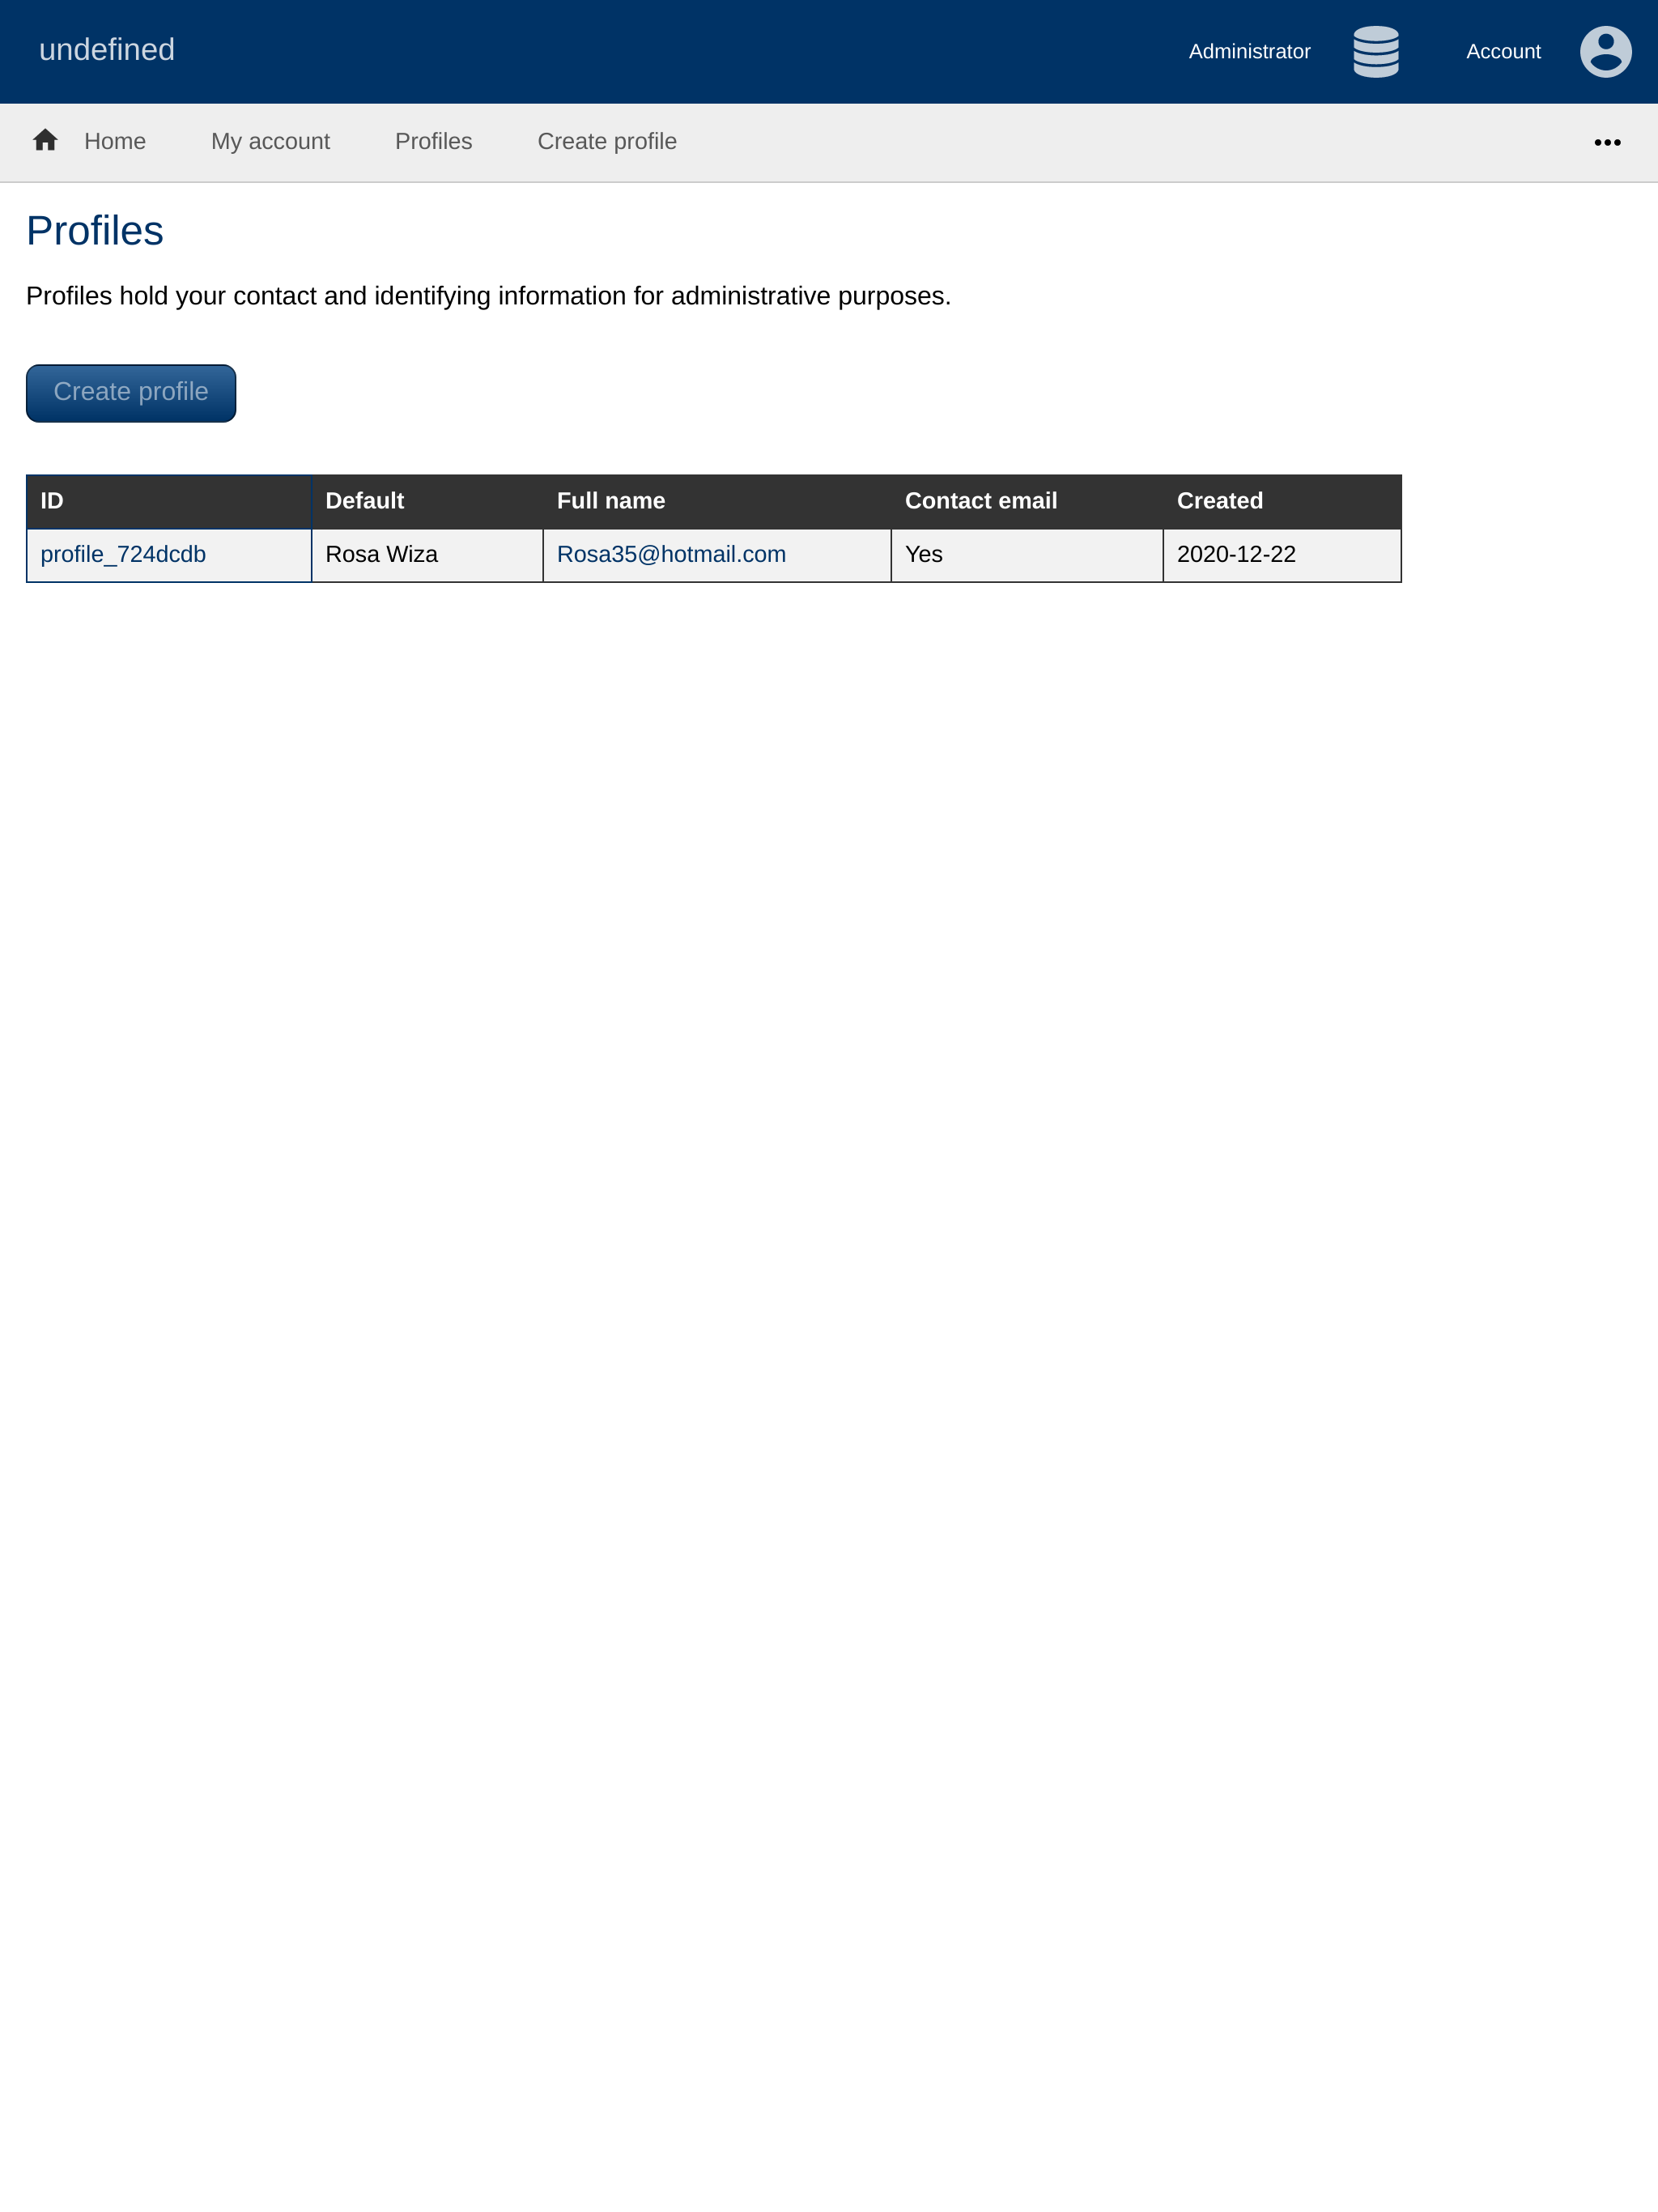 undefined
Administrator
Account
Home
My account
Profiles
Create profile
Profiles
Profiles hold your contact and identifying information for administrative purposes.
Create profile
ID Default Full name Contact email Created
profile_724dcdb Rosa Wiza Rosa35@hotmail.com Yes 2020-12-22